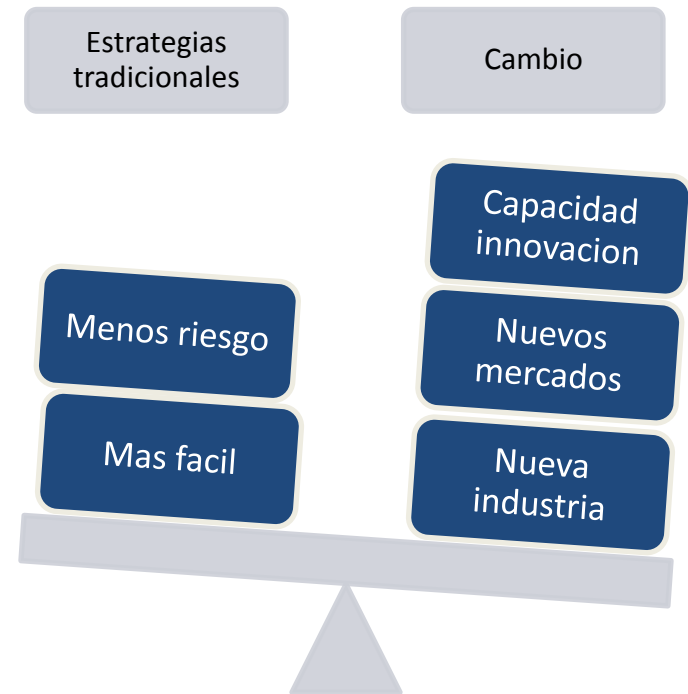 Estrategias
tradicionales
Cambio
Menos riesgo
Mas facil
Capacidad
innovacion
Nuevos
mercados
Nueva
industria